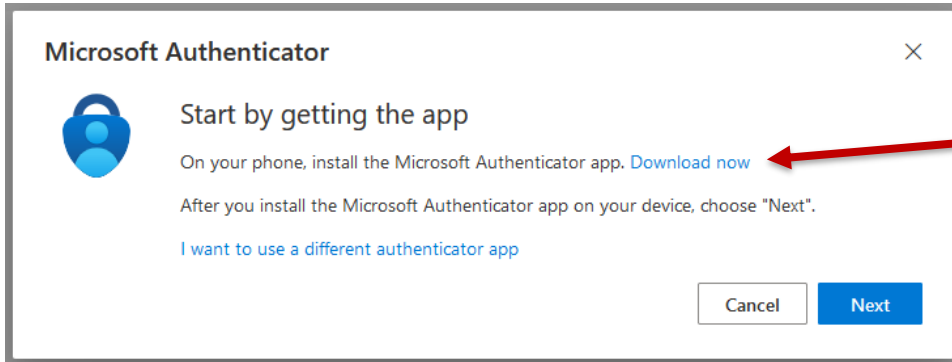 Microsoft Authenticator
Start by getting the app
On your phone, install the Microsoft Authenticator app. Download now
After you install the Microsoft Authenticator app on your device, choose "Next".
I want to use a different authenticator app
Cancel Next